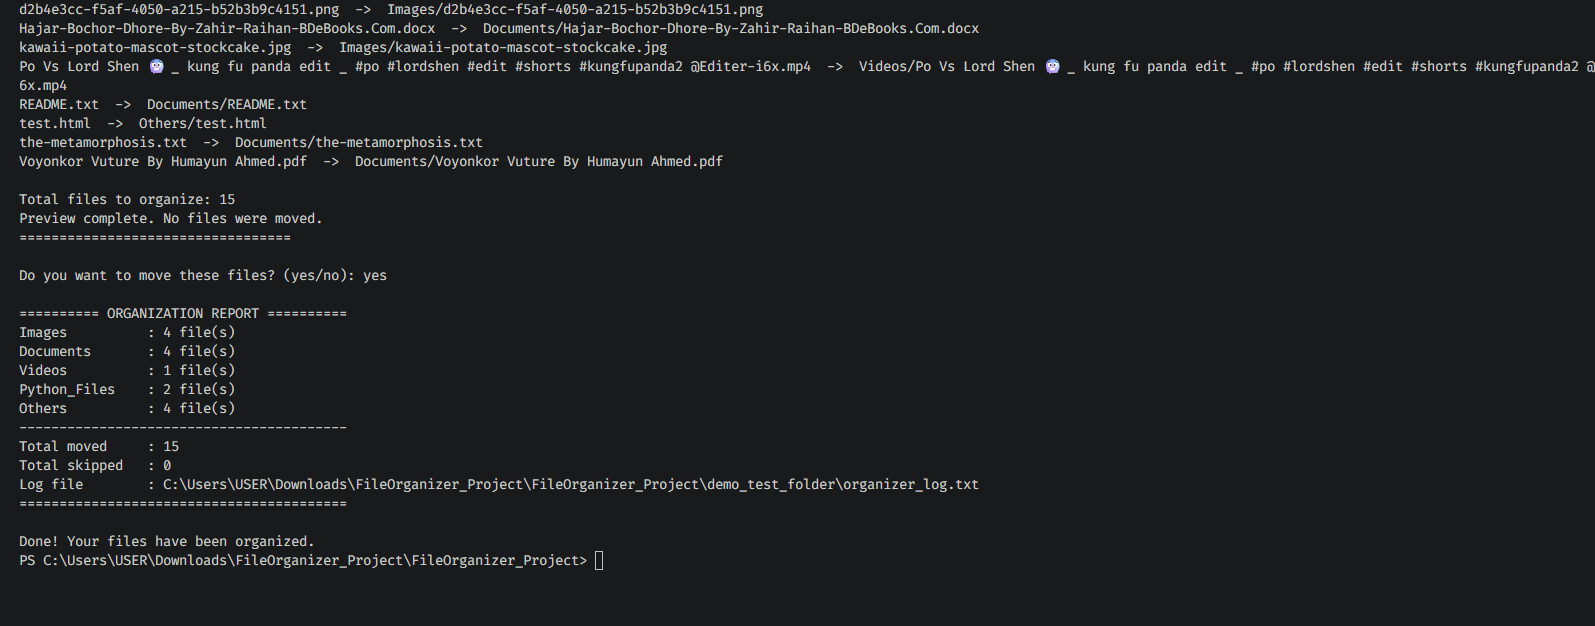 d2b4e3cc-f5af-4050-a215-b52b3b9c4151.png  ->  Images/d2b4e3cc-f5af-4050-a215-b52b3b9c4151.png
Hajar-Bochor-Dhore-By-Zahir-Raihan-BDeBooks.Com.docx  ->  Documents/Hajar-Bochor-Dhore-By-Zahir-Raihan-BDeBooks.Com.docx
kawaii-potato-mascot-stockcake.jpg  ->  Images/kawaii-potato-mascot-stockcake.jpg
Po Vs Lord Shen _ kung fu panda edit _ #po #lordshen #edit #shorts #kungfupanda2 @Editer-i6x.mp4  ->  Videos/Po Vs Lord Shen _ kung fu panda edit _ #po #lordshen #edit #shorts #kungfupanda2 @
6x.mp4
README.txt  ->  Documents/README.txt
test.html  ->  Others/test.html
the-metamorphosis.txt  ->  Documents/the-metamorphosis.txt
Voyonkor Vuture By Humayun Ahmed.pdf  ->  Documents/Voyonkor Vuture By Humayun Ahmed.pdf
Total files to organize: 15
Preview complete. No files were moved.
==================================
Do you want to move these files? (yes/no): yes
========== ORGANIZATION REPORT ==========
Images          : 4 file(s)
Documents       : 4 file(s)
Videos          : 1 file(s)
Python_Files    : 2 file(s)
Others          : 4 file(s)
-----------------------------------------
Total moved     : 15
Total skipped   : 0
Log file        : C:\Users\USER\Downloads\FileOrganizer_Project\FileOrganizer_Project\demo_test_folder\organizer_log.txt
=========================================
Done! Your files have been organized.
PS C:\Users\USER\Downloads\FileOrganizer_Project\FileOrganizer_Project>